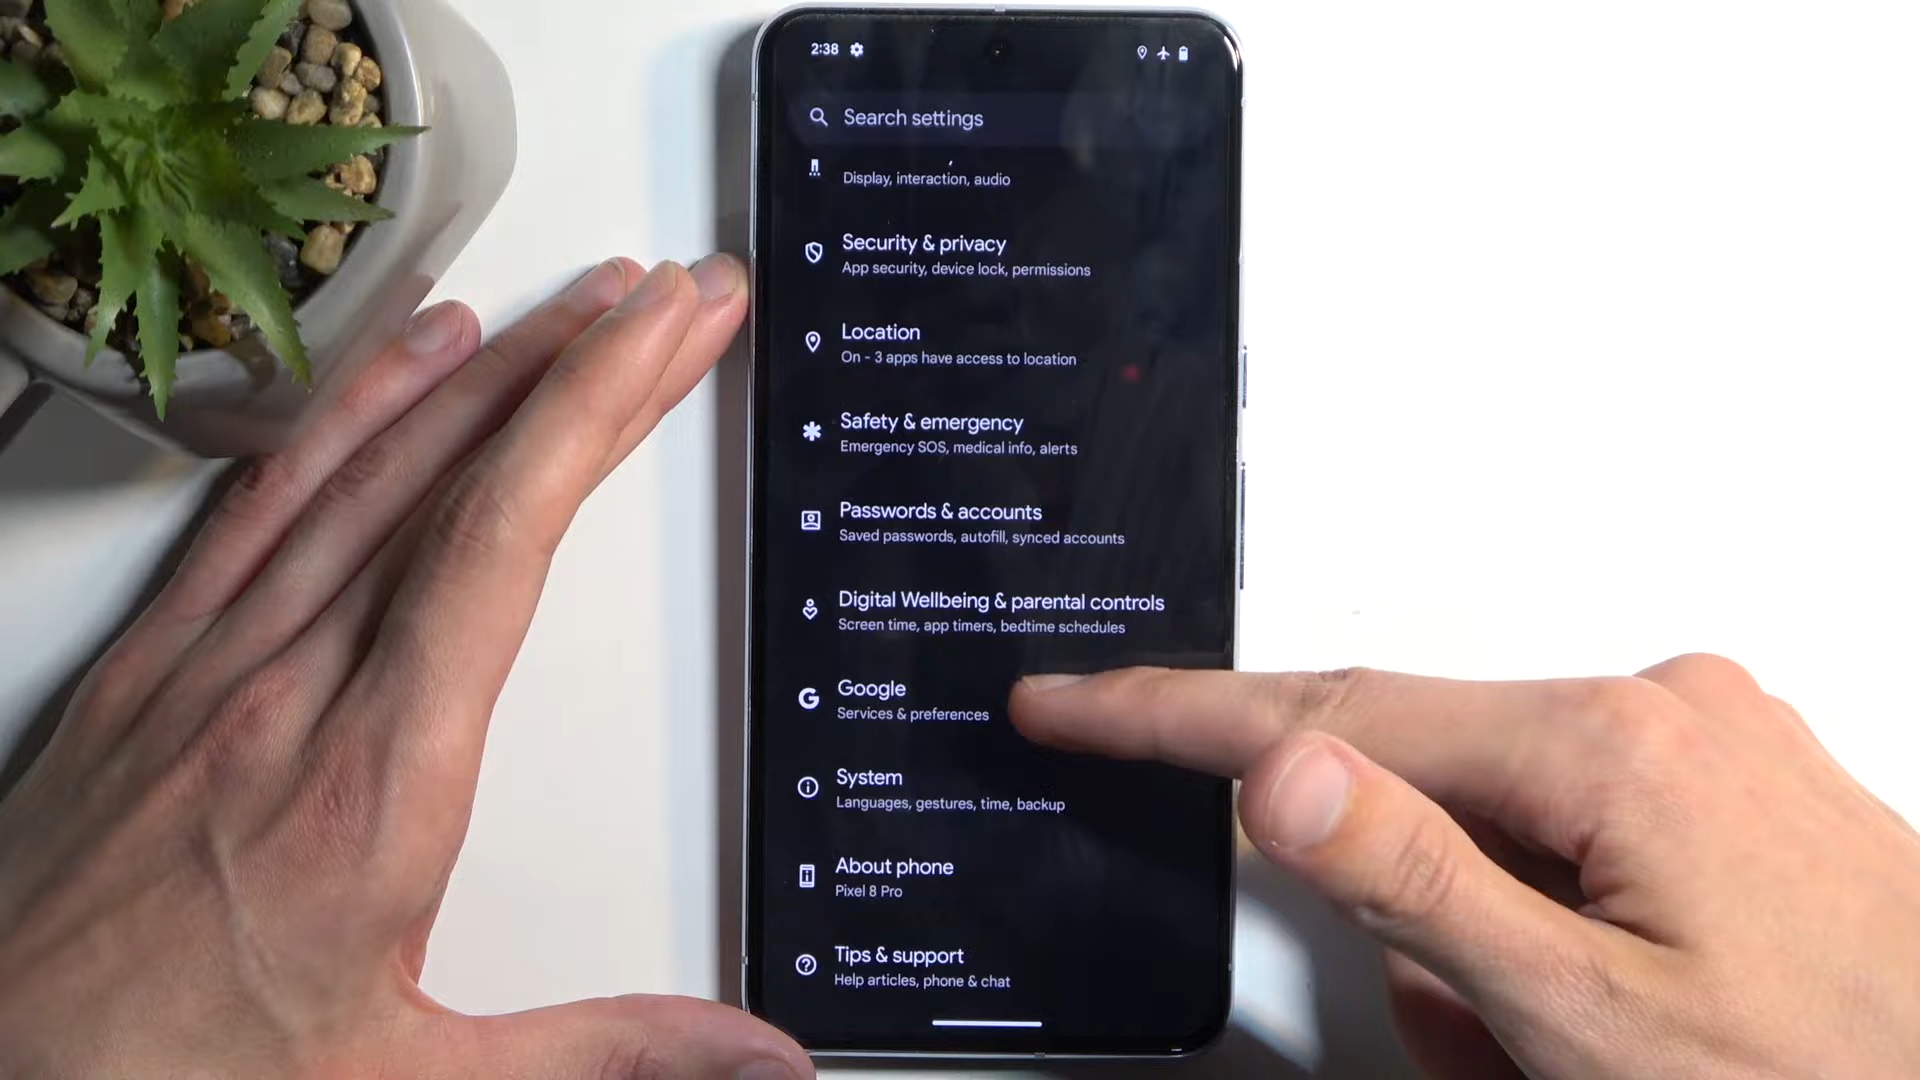 2:38
Search settings
Display, interaction, audio
Security & privacy
App security, device lock, permissions
Location
On - 3 apps have access to location
Safety & emergency
Emergency SOS, medical info, alerts
Passwords & accounts
Saved passwords, autofill, synced accounts
Digital Wellbeing & parental controls
Screen time, app timers, bedtime schedules
Google
Services & preferences
System
Languages, gestures, time, backup
About phone
Pixel 8 Pro
Tips & support
Help articles, phone & chat